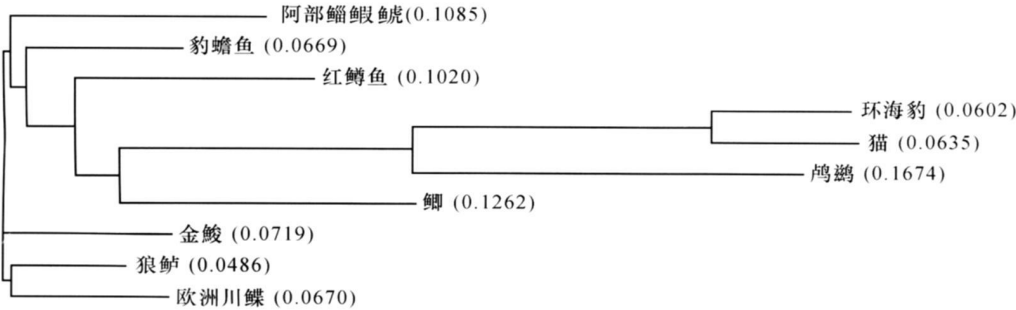 阿部鲻鰕鯱(0.1085)
豹蟾鱼 (0.0669)
红鳟鱼 (0.1020)
环海豹 (0.0602)
猫 (0.0635)
鸬鹚 (0.1674)
鲫 (0.1262)
金鲮 (0.0719)
狼鲈 (0.0486)
欧洲川鲽 (0.0670)